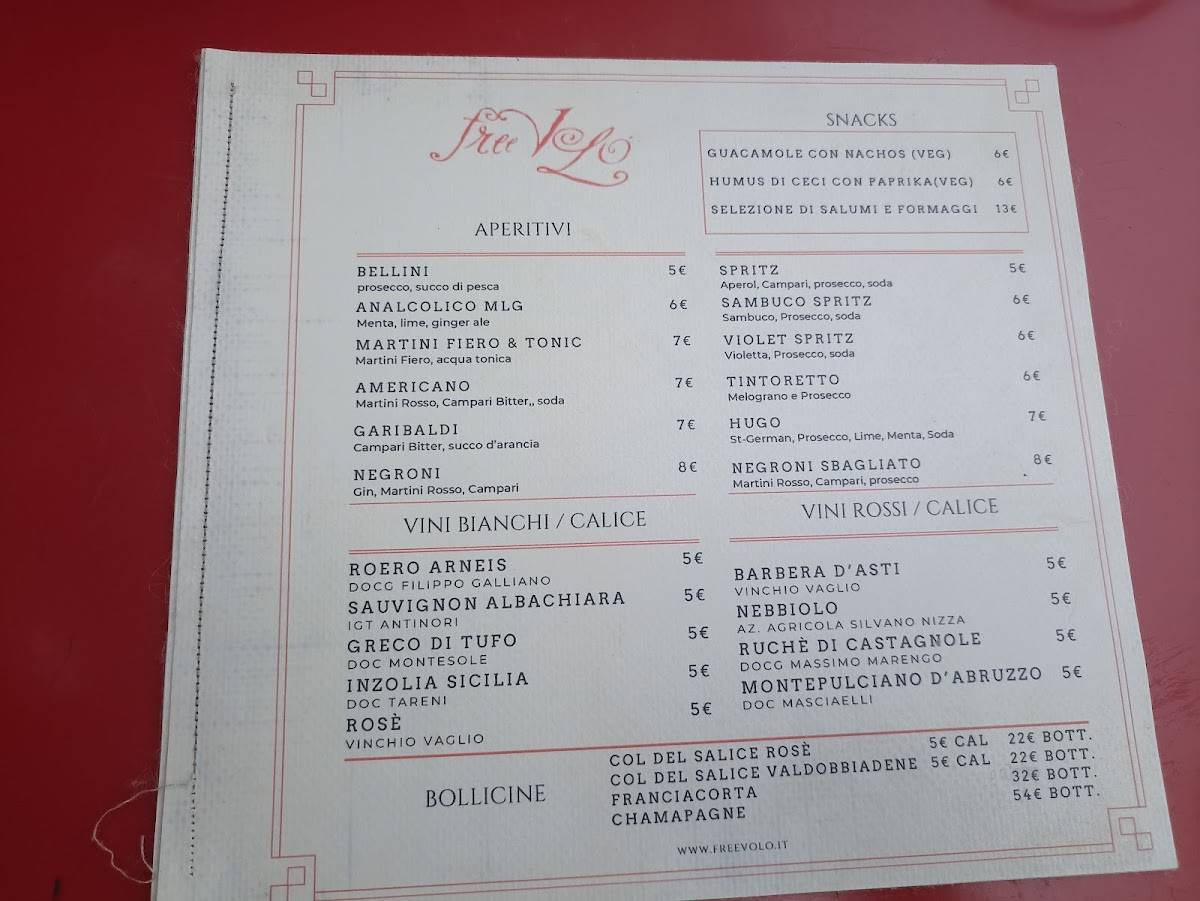 free Volo
SNACKS
GUACAMOLE CON NACHOS (VEG) 6€
HUMUS DI CECI CON PAPRIKA(VEG) 6€
SELEZIONE DI SALUMI E FORMAGGI 13€
APERITIVI
BELLINI 5€
prosecco, succo di pesca
ANALCOLICO MLG 6€
Menta, lime, ginger ale
MARTINI FIERO & TONIC 7€
Martini Fiero, acqua tonica
AMERICANO 7€
Martini Rosso, Campari Bitter,, soda
GARIBALDI 7€
Campari Bitter, succo d'arancia
NEGRONI 8€
Gin, Martini Rosso, Campari
SPRITZ 5€
Aperol, Campari, prosecco, soda
SAMBUCO SPRITZ 6€
Sambuco, Prosecco, soda
VIOLET SPRITZ 6€
Violetta, Prosecco, soda
TINTORETTO 6€
Melograno e Prosecco
HUGO 7€
St-German, Prosecco, Lime, Menta, Soda
NEGRONI SBAGLIATO 8€
Martini Rosso, Campari, prosecco
VINI BIANCHI / CALICE
ROERO ARNEIS 5€
DOCG FILIPPO GALLIANO
SAUVIGNON ALBACHIARA 5€
IGT ANTINORI
GRECO DI TUFO 5€
DOC MONTESOLE
INZOLIA SICILIA 5€
DOC TARENI
ROSÈ 5€
VINCHIO VAGLIO
VINI ROSSI / CALICE
BARBERA D'ASTI 5€
VINCHIO VAGLIO
NEBBIOLO 5€
AZ. AGRICOLA SILVANO NIZZA
RUCHÈ DI CASTAGNOLE 5€
DOCG MASSIMO MARENGO
MONTEPULCIANO D'ABRUZZO 5€
DOC MASCIAELLI
BOLLICINE
COL DEL SALICE ROSÈ 5€ CAL 22€ BOTT.
COL DEL SALICE VALDOBBIADENE 5€ CAL 22€ BOTT.
FRANCIACORTA 32€ BOTT.
CHAMAPAGNE 54€ BOTT.
WWW.FREEVOLO.IT